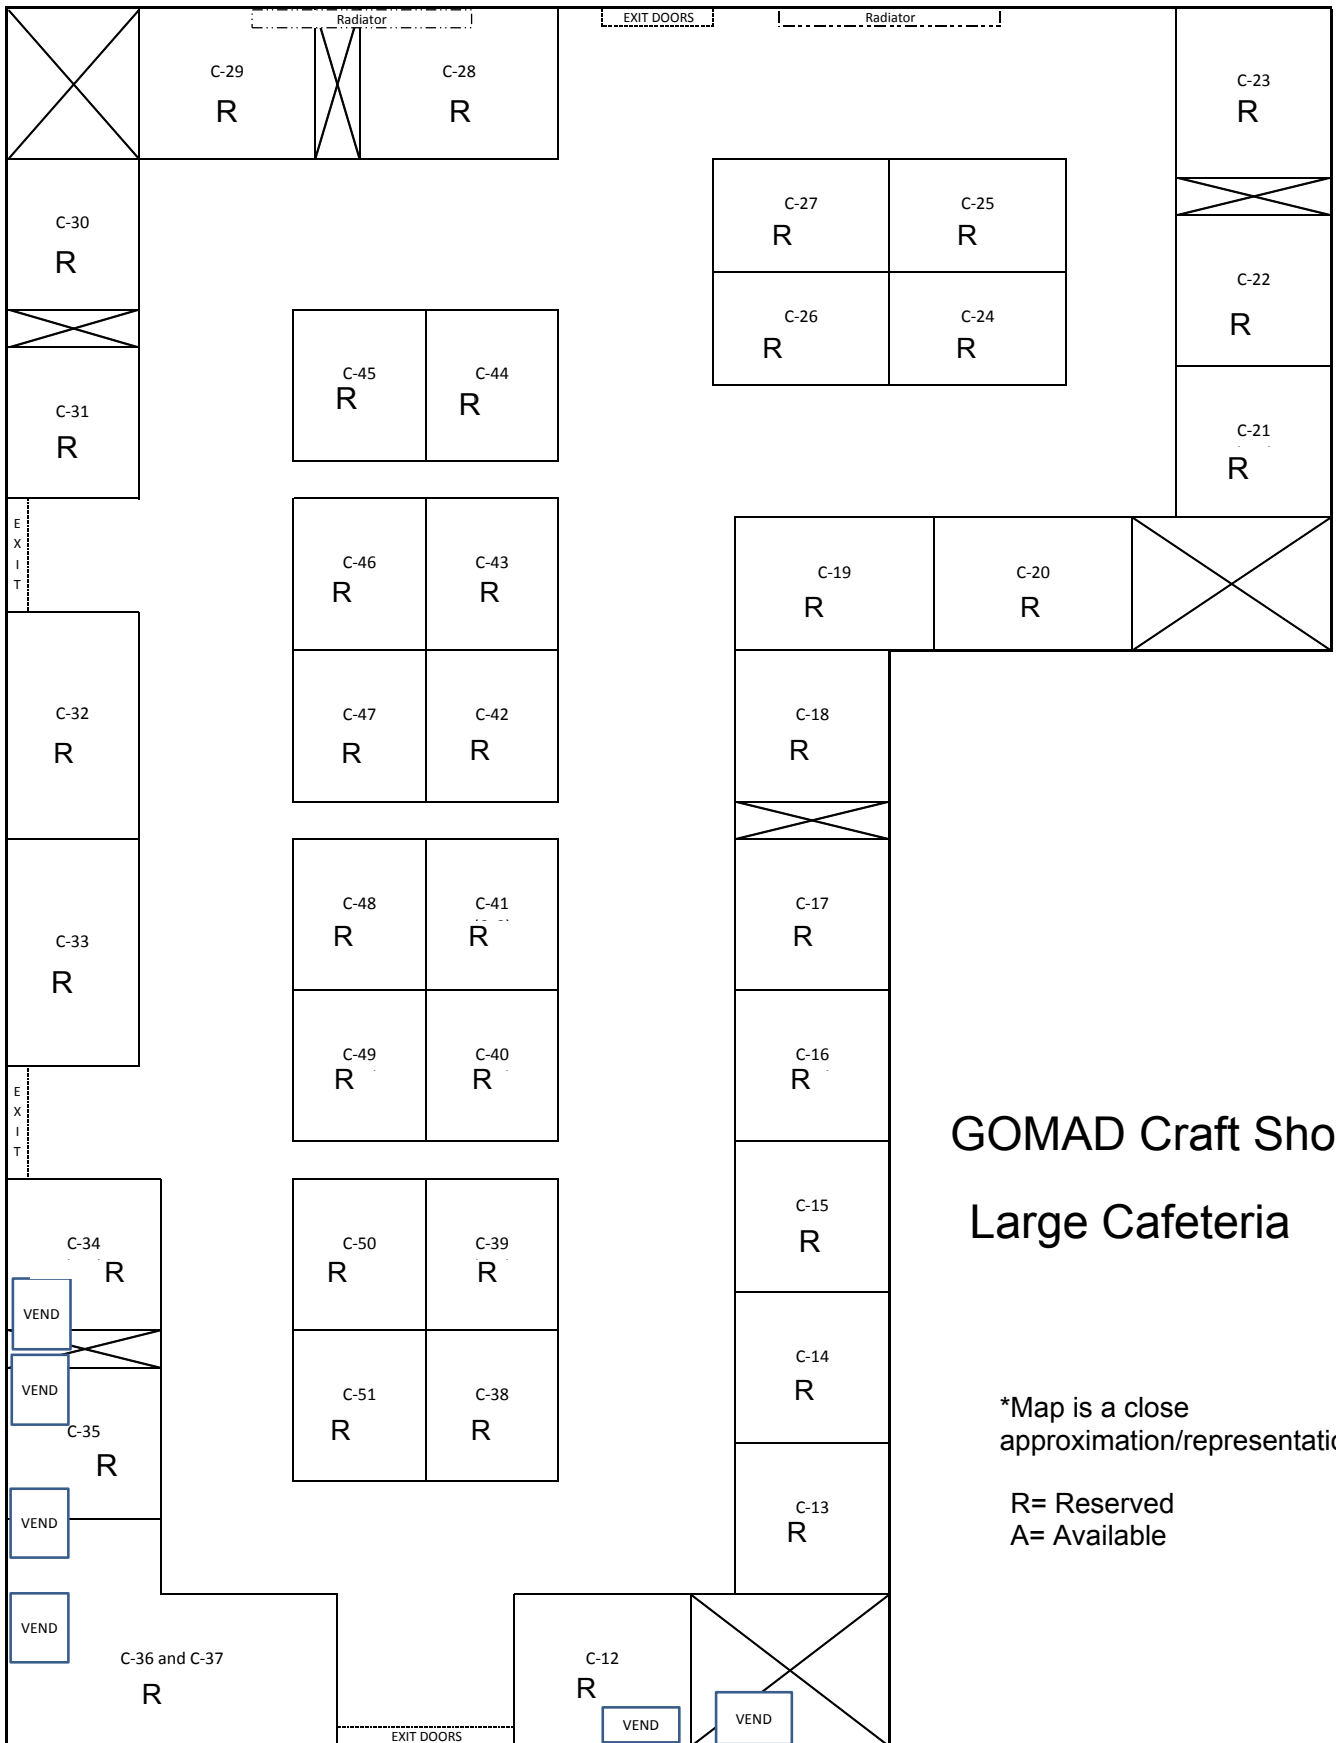 Radiator
EXIT DOORS
Radiator
C-29
R
C-28
R
C-23
R
C-30
R
C-27
R
C-25
R
C-22
R
C-26
R
C-24
R
C-31
R
C-45
R
C-44
R
C-21
R
E
X
I
T
C-46
R
C-43
R
C-19
R
C-20
R
C-32
R
C-47
R
C-42
R
C-18
R
C-33
R
C-48
R
C-41
R
C-17
R
C-49
R
C-40
R
C-16
R
E
X
I
T
GOMAD Craft Sho
Large Cafeteria
C-34
R
VEND
C-50
R
C-39
R
C-15
R
VEND
C-35
R
C-51
R
C-38
R
C-14
R
*Map is a close
approximation/representatio
R= Reserved
A= Available
VEND
C-13
R
VEND
C-36 and C-37
R
C-12
R
VEND
VEND
EXIT DOORS